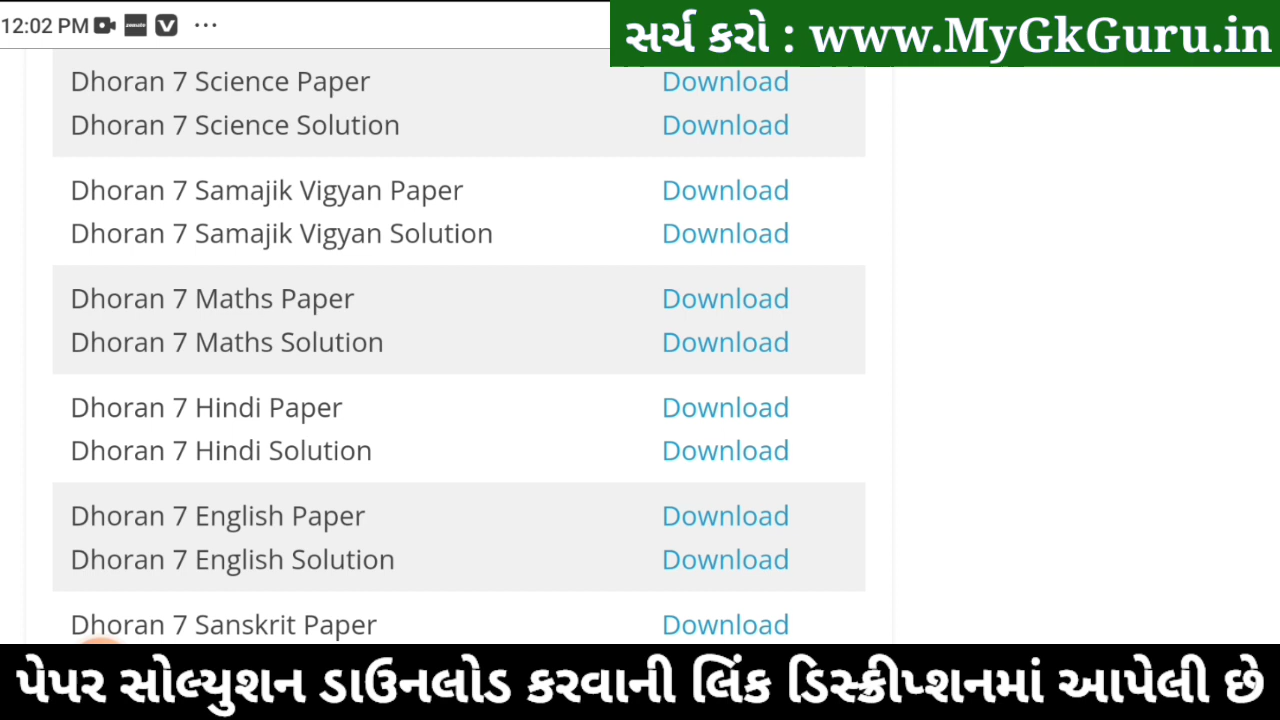 12:02 PM
સર્ચ કરો : www.MyGkGuru.in
Dhoran 7 Science Paper Download
Dhoran 7 Science Solution Download
Dhoran 7 Samajik Vigyan Paper Download
Dhoran 7 Samajik Vigyan Solution Download
Dhoran 7 Maths Paper Download
Dhoran 7 Maths Solution Download
Dhoran 7 Hindi Paper Download
Dhoran 7 Hindi Solution Download
Dhoran 7 English Paper Download
Dhoran 7 English Solution Download
Dhoran 7 Sanskrit Paper Download
પેપર સોલ્યુશન ડાઉનલોડ કરવાની લિંક ડિસ્ક્રીપ્શનમાં આપેલી છે